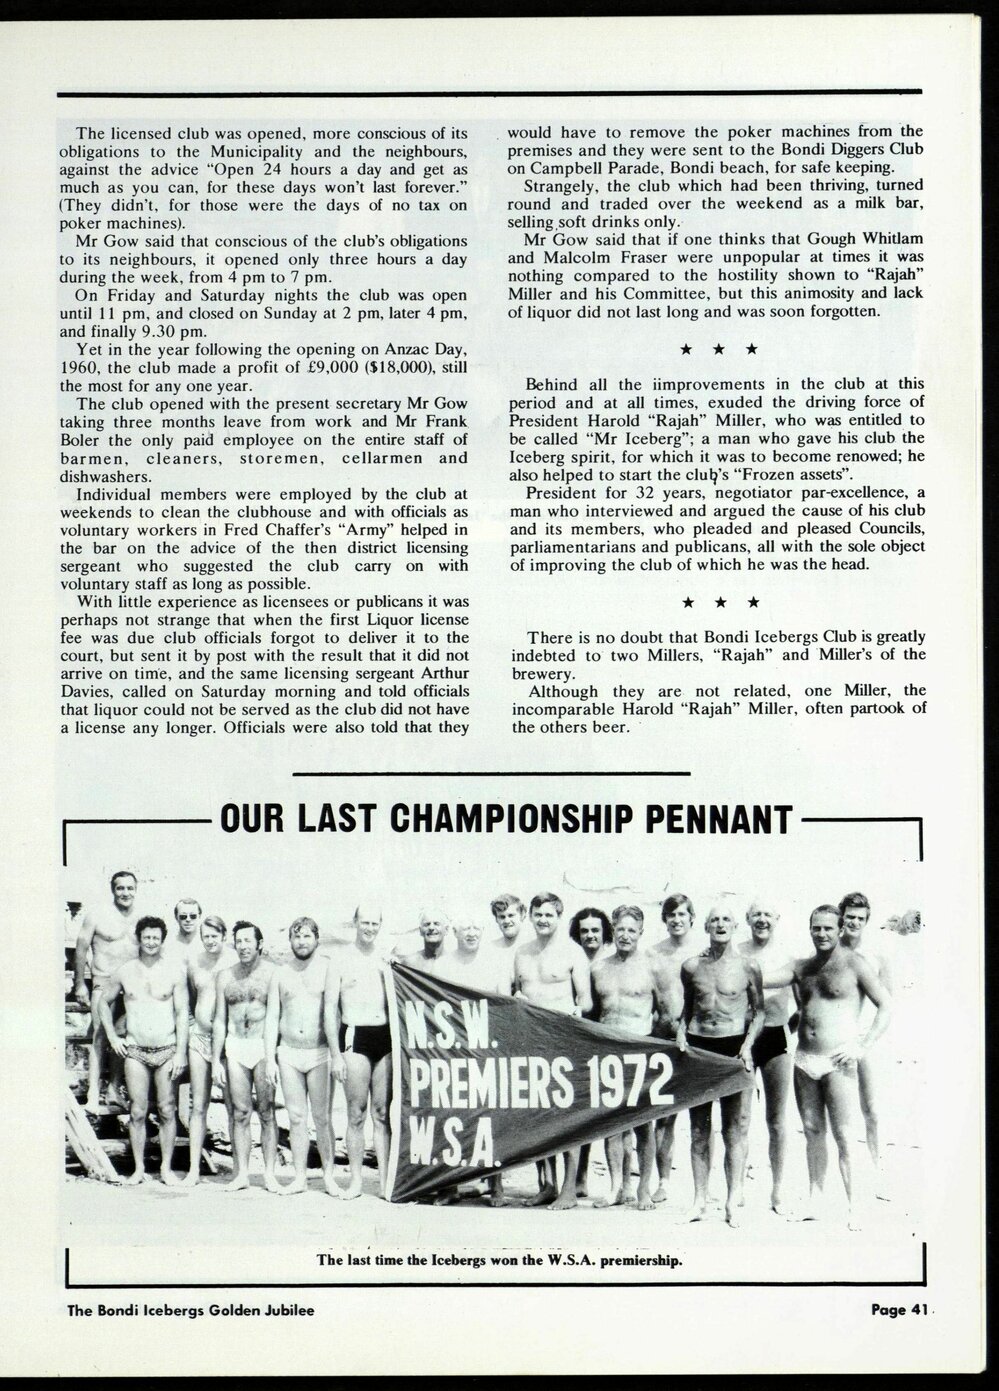 The licensed club was opened, more conscious of its
obligations to the Municipality and the neighbours,
against the advice “Open 24 hours a day and get as
much as you can, for these days won’t last forever.”
(They didn’t, for those were the days of no tax on
poker machines).
Mr Gow said that conscious of the club’s obligations
to its neighbours, it opened only three hours a day
during the week, from 4 pm to 7 pm.
On Friday and Saturday nights the club was open
until 11 pm, and closed on Sunday at 2 pm, later 4 pm,
and finally 9.30 pm.
Yet in the year following the opening on Anzac Day,
1960, the club made a profit of £9,000 ($18,000), still
the most for any one year.
The club opened with the present secretary Mr Gow
taking three months leave from work and Mr Frank
Boler the only paid employee on the entire staff of
barmen, cleaners, storemen, cellarmen and
dishwashers.
Individual members were employed by the club at
weekends to clean the clubhouse and with officials as
voluntary workers in Fred Chaffer’s “Army” helped in
the bar on the advice of the then district licensing
sergeant who suggested the club carry on with
voluntary staff as long as possible.
With little experience as licensees or publicans it was
perhaps not strange that when the first Liquor license
fee was due club officials forgot to deliver it to the
court, but sent it by post with the result that it did not
arrive on time, and the same licensing sergeant Arthur
Davies, called on Saturday morning and told officials
that liquor could not be served as the club did not have
a license any longer. Officials were also told that they
would have to remove the poker machines from the
premises and they were sent to the Bondi Diggers Club
on Campbell Parade, Bondi beach, for safe keeping.
Strangely, the club which had been thriving, turned
round and traded over the weekend as a milk bar,
selling soft drinks only.
Mr Gow said that if one thinks that Gough Whitlam
and Malcolm Fraser were unpopular at times it was
nothing compared to the hostility shown to “Rajah”
Miller and his Committee, but this animosity and lack
of liquor did not last long and was soon forgotten.
★ ★ ★
Behind all the iimprovements in the club at this
period and at all times, exuded the driving force of
President Harold “Rajah” Miller, who was entitled to
be called “Mr Iceberg”; a man who gave his club the
Iceberg spirit, for which it was to become renowed; he
also helped to start the club’s “Frozen assets”.
President for 32 years, negotiator par-excellence, a
man who interviewed and argued the cause of his club
and its members, who pleaded and pleased Councils,
parliamentarians and publicans, all with the sole object
of improving the club of which he was the head.
★ ★ ★
There is no doubt that Bondi Icebergs Club is greatly
indebted to two Millers, “Rajah” and Miller’s of the
brewery.
Although they are not related, one Miller, the
incomparable Harold “Rajah” Miller, often partook of
the others beer.
OUR LAST CHAMPIONSHIP PENNANT
N.S.W.
PREMIERS 1972
W.S.A.
The last time the Icebergs won the W.S.A. premiership.
The Bondi Icebergs Golden Jubilee
Page 41